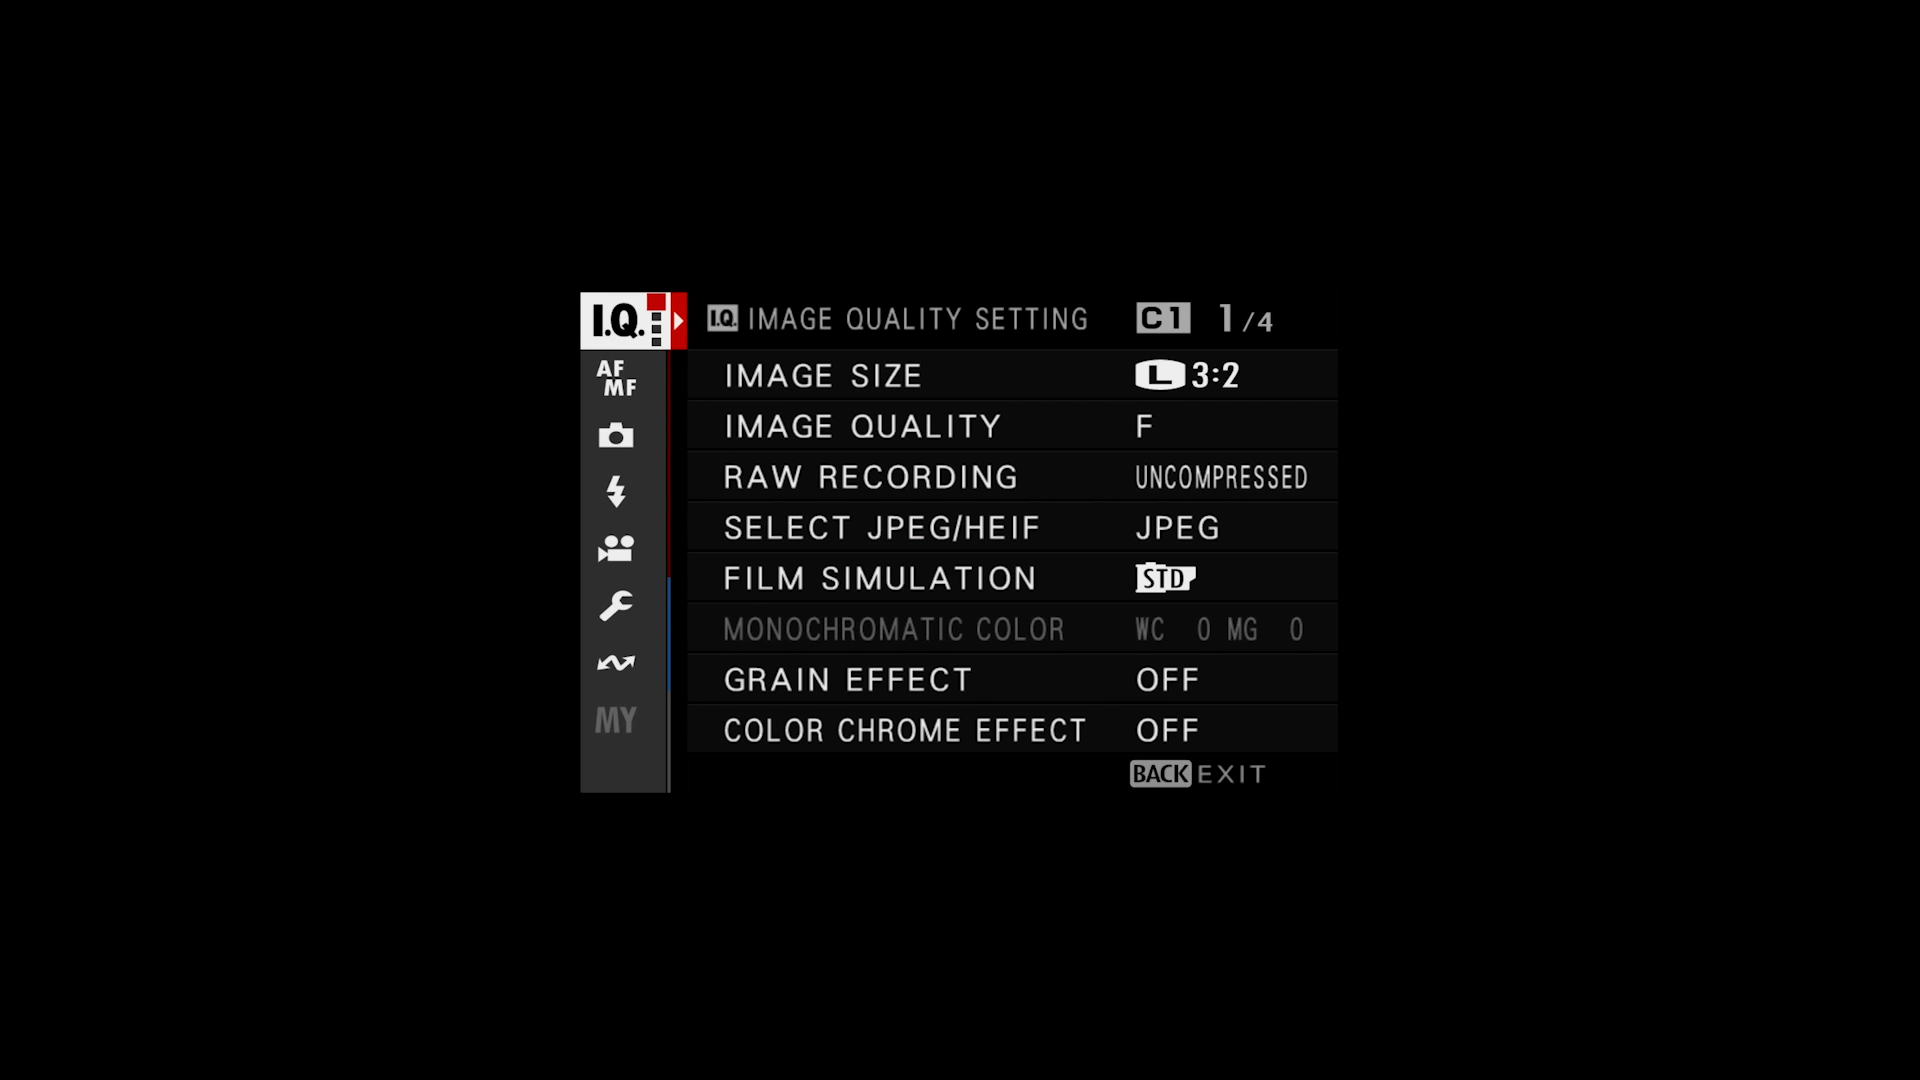 I.Q. I.Q. IMAGE QUALITY SETTING C1 1/4
AF
MF
IMAGE SIZE L 3:2
IMAGE QUALITY F
RAW RECORDING UNCOMPRESSED
SELECT JPEG/HEIF JPEG
FILM SIMULATION STD
MONOCHROMATIC COLOR WC 0 MG 0
GRAIN EFFECT OFF
MY
COLOR CHROME EFFECT OFF
BACK EXIT